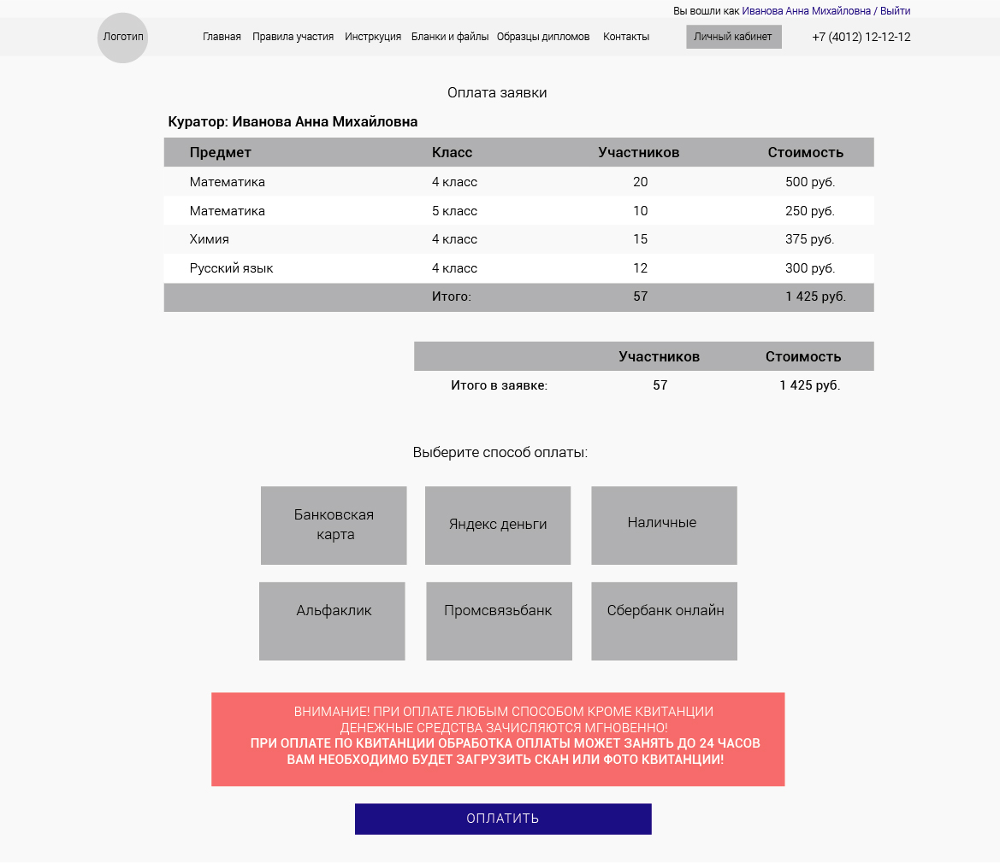 Вы вошли как Иванова Анна Михайловна / Выйти
Логотип Главная Правила участия Инстркуция Бланки и файлы Образцы дипломов Контакты Личный кабинет +7 (4012) 12-12-12
Оплата заявки
Куратор: Иванова Анна Михайловна
Предмет Класс Участников Стоимость
Математика 4 класс 20 500 руб.
Математика 5 класс 10 250 руб.
Химия 4 класс 15 375 руб.
Русский язык 4 класс 12 300 руб.
Итого: 57 1 425 руб.
Участников Стоимость
Итого в заявке: 57 1 425 руб.
Выберите способ оплаты:
Банковская
карта
Яндекс деньги
Наличные
Альфаклик
Промсвязьбанк
Сбербанк онлайн
ВНИМАНИЕ! ПРИ ОПЛАТЕ ЛЮБЫМ СПОСОБОМ КРОМЕ КВИТАНЦИИ
ДЕНЕЖНЫЕ СРЕДСТВА ЗАЧИСЛЯЮТСЯ МГНОВЕННО!
ПРИ ОПЛАТЕ ПО КВИТАНЦИИ ОБРАБОТКА ОПЛАТЫ МОЖЕТ ЗАНЯТЬ ДО 24 ЧАСОВ
ВАМ НЕОБХОДИМО БУДЕТ ЗАГРУЗИТЬ СКАН ИЛИ ФОТО КВИТАНЦИИ!
ОПЛАТИТЬ